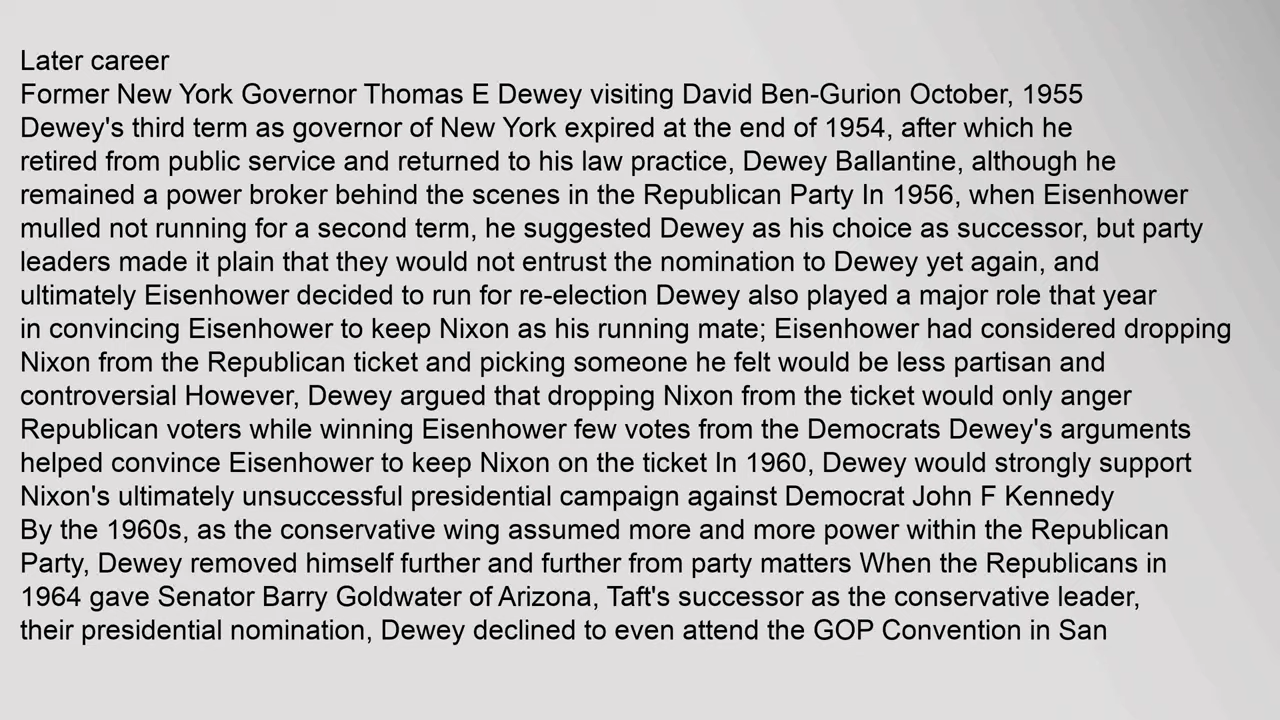 Later career
Former New York Governor Thomas E Dewey visiting David Ben-Gurion October, 1955
Dewey's third term as governor of New York expired at the end of 1954, after which he
retired from public service and returned to his law practice, Dewey Ballantine, although he
remained a power broker behind the scenes in the Republican Party In 1956, when Eisenhower
mulled not running for a second term, he suggested Dewey as his choice as successor, but party
leaders made it plain that they would not entrust the nomination to Dewey yet again, and
ultimately Eisenhower decided to run for re-election Dewey also played a major role that year
in convincing Eisenhower to keep Nixon as his running mate; Eisenhower had considered dropping
Nixon from the Republican ticket and picking someone he felt would be less partisan and
controversial However, Dewey argued that dropping Nixon from the ticket would only anger
Republican voters while winning Eisenhower few votes from the Democrats Dewey's arguments
helped convince Eisenhower to keep Nixon on the ticket In 1960, Dewey would strongly support
Nixon's ultimately unsuccessful presidential campaign against Democrat John F Kennedy
By the 1960s, as the conservative wing assumed more and more power within the Republican
Party, Dewey removed himself further and further from party matters When the Republicans in
1964 gave Senator Barry Goldwater of Arizona, Taft's successor as the conservative leader,
their presidential nomination, Dewey declined to even attend the GOP Convention in San